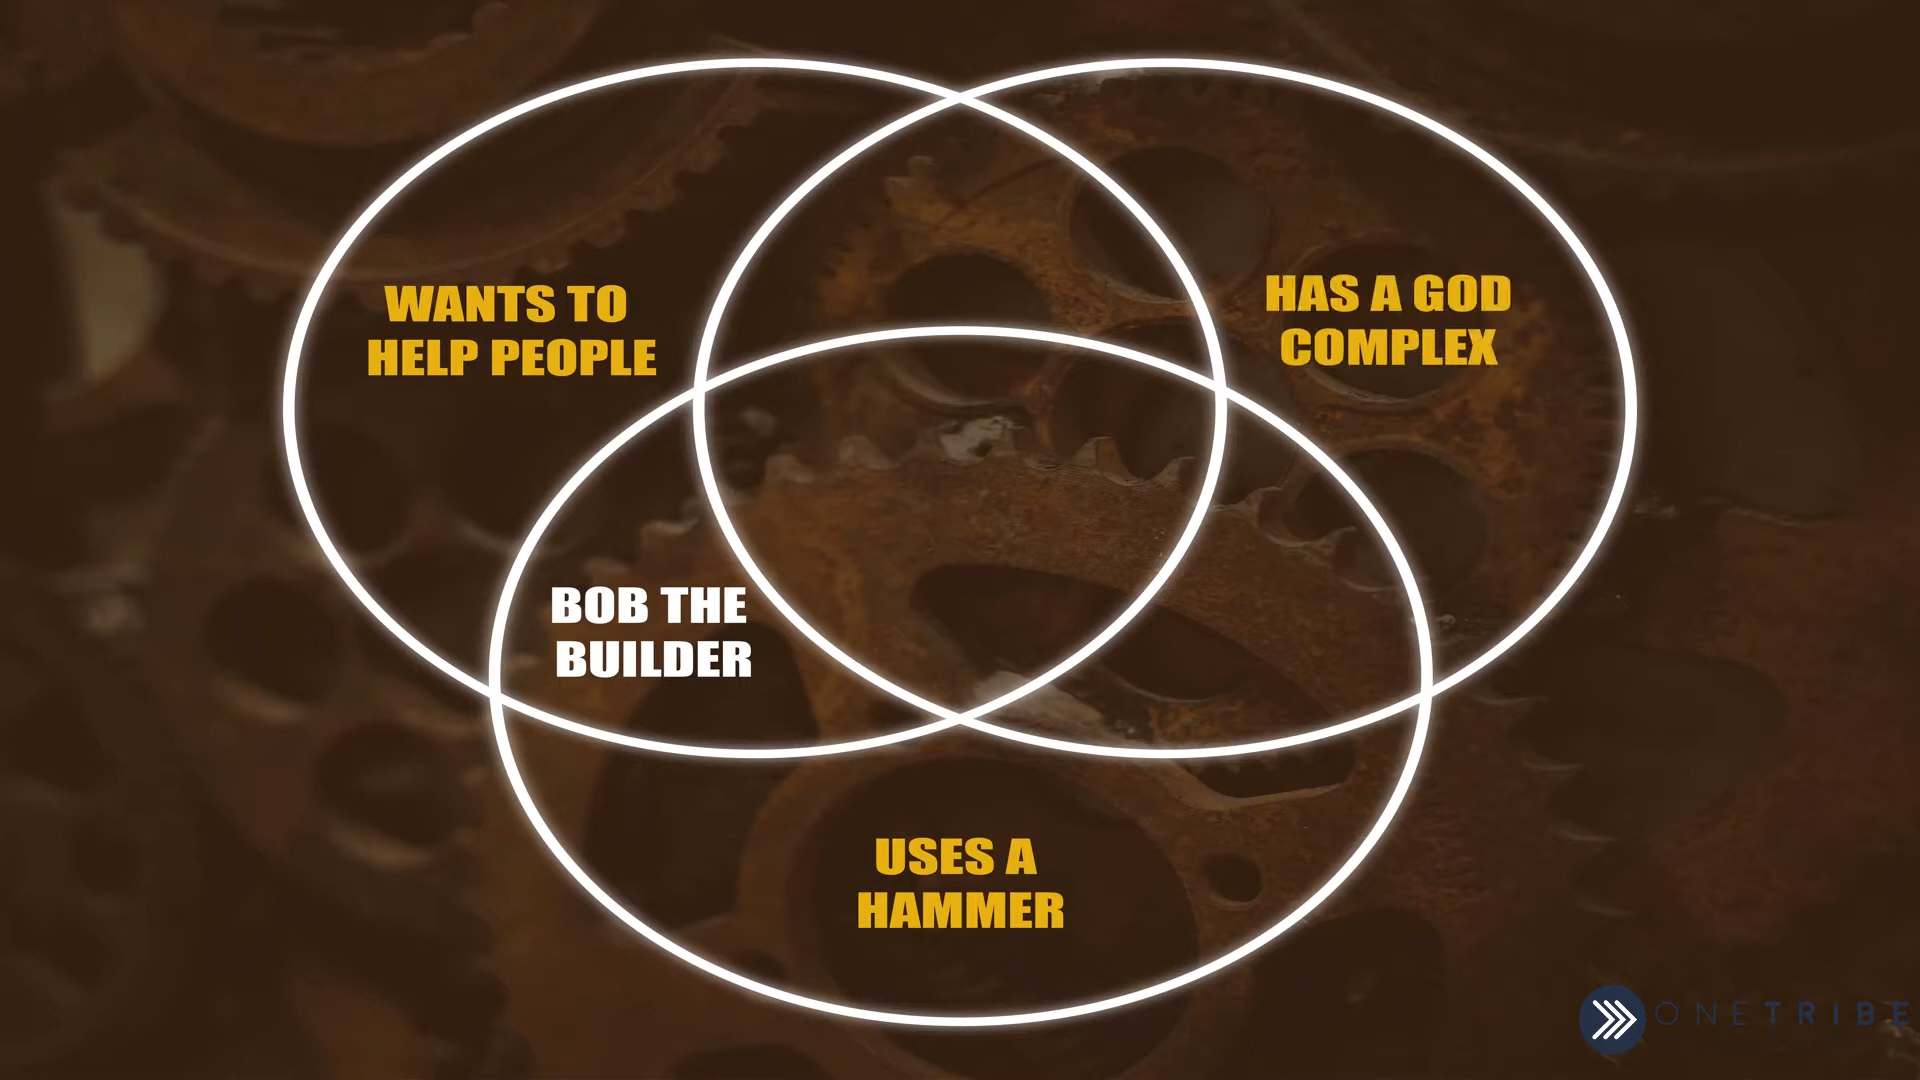 WANTS TO
HELP PEOPLE
HAS A GOD
COMPLEX
BOB THE
BUILDER
USES A
HAMMER
ONETRIBE